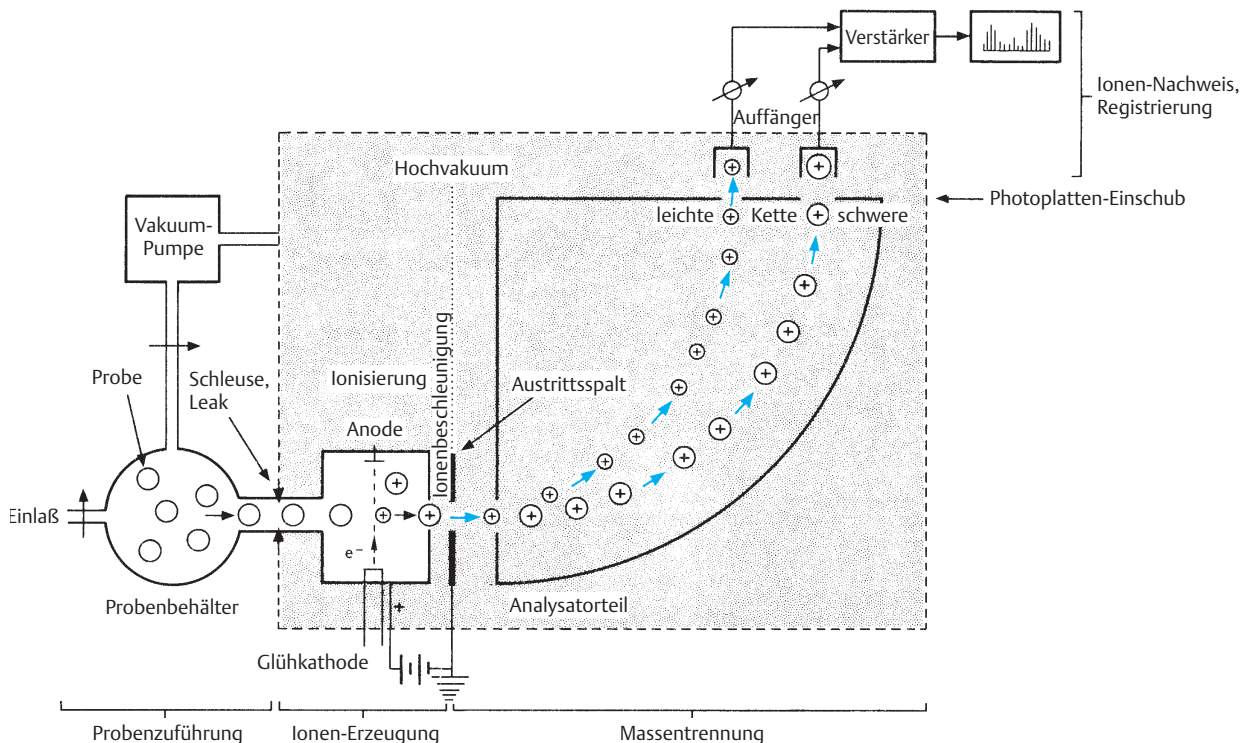 Verstärker
Ionen-Nachweis,
Registrierung
Auffänger
Hochvakuum
Photoplatten-Einschub
leichte Kette schwere
Vakuum-
Pumpe
Ionenbeschleunigung
Probe
Schleuse,
Leak
Ionisierung
Austrittsspalt
Anode
Einlaß
e⁻
Probenbehälter
+
Analysatorteil
Glühkathode
Probenzuführung
Ionen-Erzeugung
Massentrennung